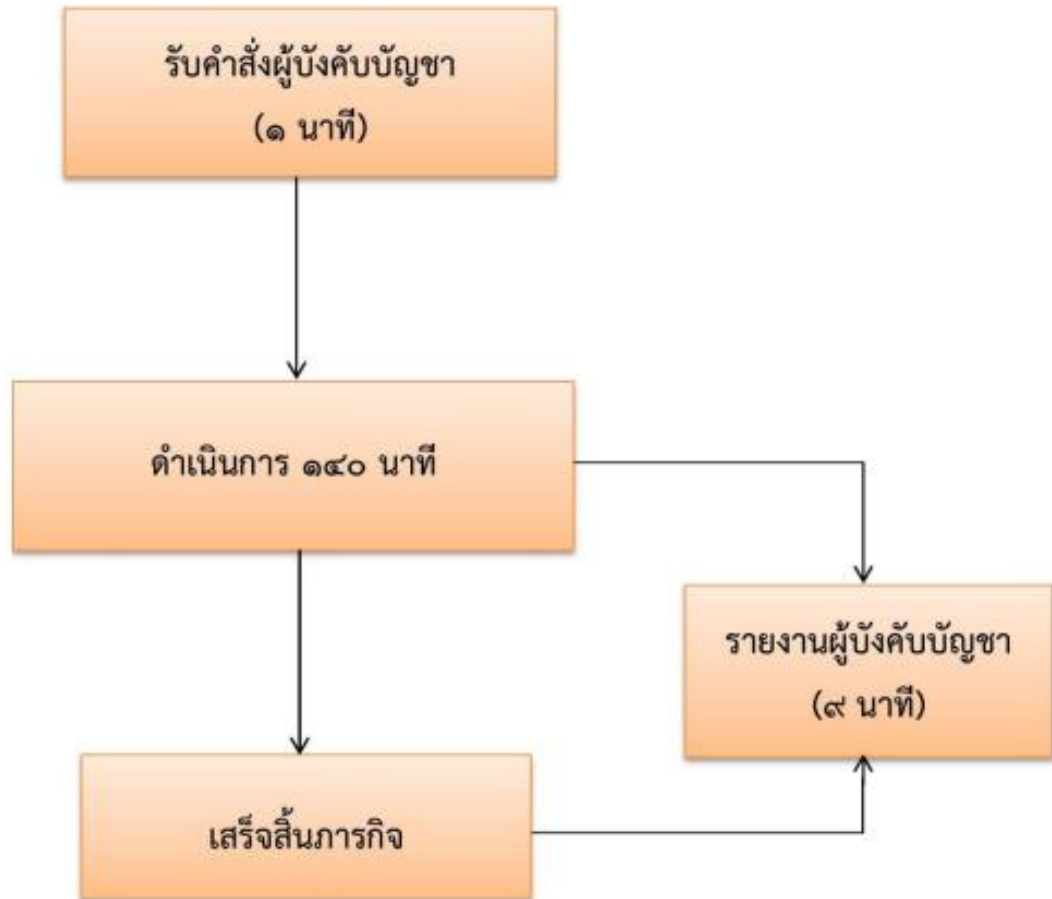 รับคำสั่งผู้บังคับบัญชา
(๑ นาที)
ดำเนินการ ๑๔๐ นาที
รายงานผู้บังคับบัญชา
(๙ นาที)
เสร็จสิ้นภารกิจ